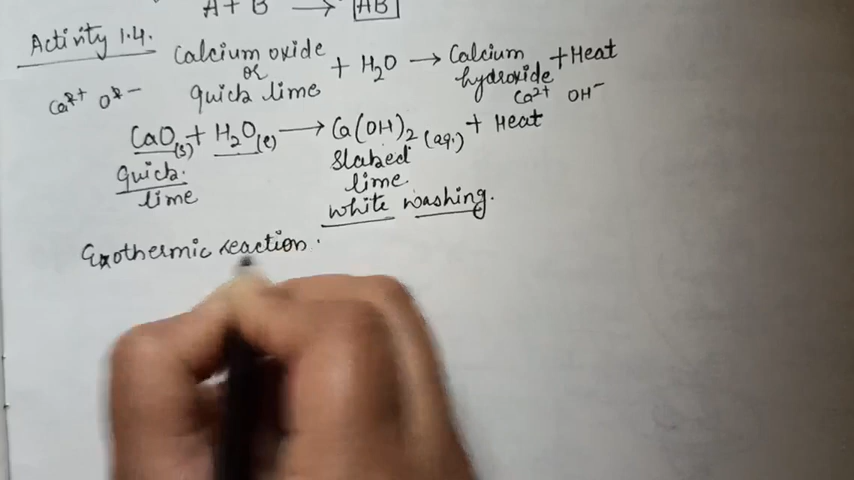 A + B → AB
Activity 1.4.
Calcium oxide + H₂O → Calcium + Heat
or hydroxide
quick lime Ca²⁺ OH⁻
Ca²⁺ O²⁻
CaO(s) + H₂O(l) → Ca(OH)₂ (aq.) + Heat
quick. slaked
lime lime.
white washing.
Exothermic reaction.